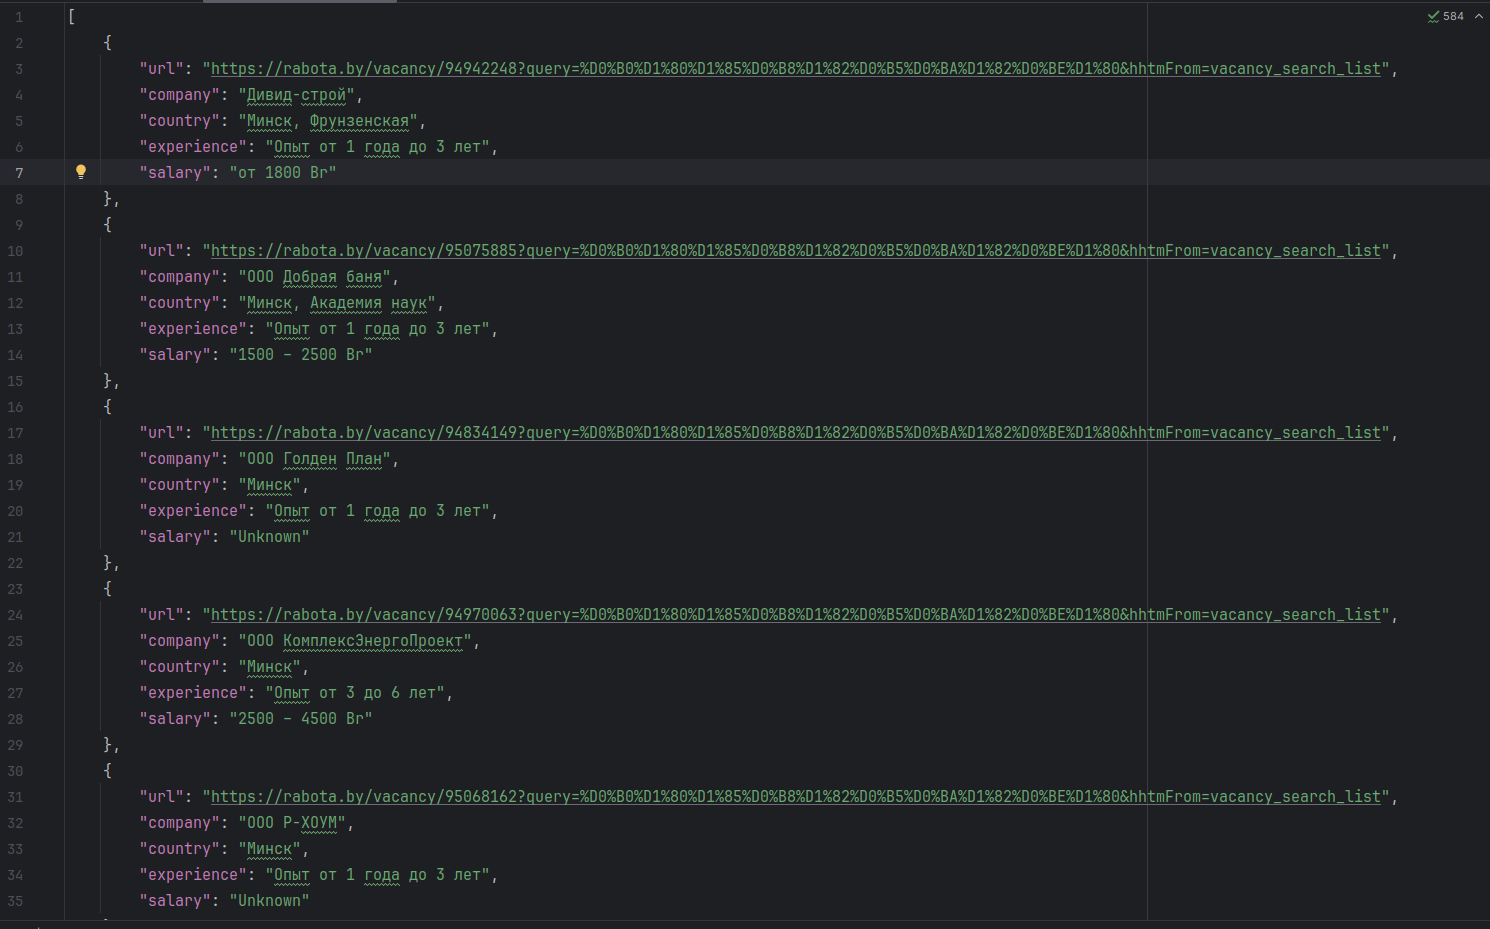 584
1 [
2 {
3 "url": "https://rabota.by/vacancy/94942248?query=%D0%B0%D1%80%D1%85%D0%B8%D1%82%D0%B5%D0%BA%D1%82%D0%BE%D1%80&hhtmFrom=vacancy_search_list",
4 "company": "Дивид-строй",
5 "country": "Минск, Фрунзенская",
6 "experience": "Опыт от 1 года до 3 лет",
7 "salary": "от 1800 Br"
8 },
9 {
10 "url": "https://rabota.by/vacancy/95075885?query=%D0%B0%D1%80%D1%85%D0%B8%D1%82%D0%B5%D0%BA%D1%82%D0%BE%D1%80&hhtmFrom=vacancy_search_list",
11 "company": "ООО Добрая баня",
12 "country": "Минск, Академия наук",
13 "experience": "Опыт от 1 года до 3 лет",
14 "salary": "1500 – 2500 Br"
15 },
16 {
17 "url": "https://rabota.by/vacancy/94834149?query=%D0%B0%D1%80%D1%85%D0%B8%D1%82%D0%B5%D0%BA%D1%82%D0%BE%D1%80&hhtmFrom=vacancy_search_list",
18 "company": "ООО Голден План",
19 "country": "Минск",
20 "experience": "Опыт от 1 года до 3 лет",
21 "salary": "Unknown"
22 },
23 {
24 "url": "https://rabota.by/vacancy/94970063?query=%D0%B0%D1%80%D1%85%D0%B8%D1%82%D0%B5%D0%BA%D1%82%D0%BE%D1%80&hhtmFrom=vacancy_search_list",
25 "company": "ООО КомплексЭнергоПроект",
26 "country": "Минск",
27 "experience": "Опыт от 3 до 6 лет",
28 "salary": "2500 – 4500 Br"
29 },
30 {
31 "url": "https://rabota.by/vacancy/95068162?query=%D0%B0%D1%80%D1%85%D0%B8%D1%82%D0%B5%D0%BA%D1%82%D0%BE%D1%80&hhtmFrom=vacancy_search_list",
32 "company": "ООО Р-ХОУМ",
33 "country": "Минск",
34 "experience": "Опыт от 1 года до 3 лет",
35 "salary": "Unknown"